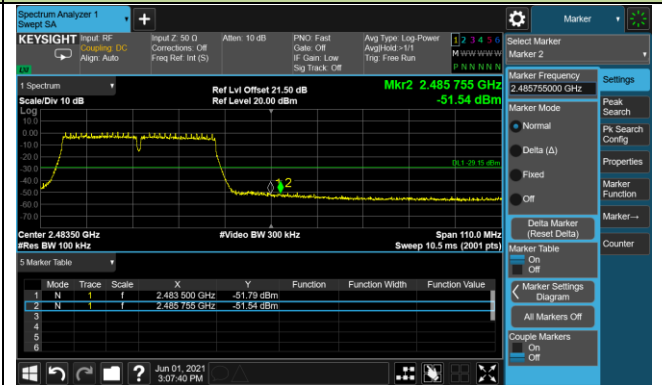 Spectrum Analyzer 1
Swept SA
Marker
KEYSIGHT
Input: RF
Coupling: DC
Align: Auto
Input Z: 50 Ω
Corrections: Off
Freq Ref: Int (S)
Atten: 10 dB
PNO: Fast
Gate: Off
IF Gain: Low
Sig Track: Off
Avg Type: Log-Power
Avg|Hold:>1/1
Trig: Free Run
1 2 3 4 5 6
M W W W W W
P N N N N N
Select Marker
Marker 2
1 Spectrum
Scale/Div 10 dB
Ref Lvl Offset 21.50 dB
Ref Level 20.00 dBm
Mkr2 2.485 755 GHz
-51.54 dBm
Log
10.0
0.00
-10.0
-20.0
-30.0
-40.0
-50.0
-60.0
-70.0
DL1 -29.15 dBm
2
Center 2.48350 GHz
#Res BW 100 kHz
#Video BW 300 kHz
Span 110.0 MHz
Sweep 10.5 ms (2001 pts)
5 Marker Table
Mode Trace Scale X Y Function Function Width Function Value
1 N 1 f 2.483 500 GHz -51.79 dBm
2 N 1 f 2.485 755 GHz -51.54 dBm
3
4
5
6
Marker Frequency
2.485755000 GHz
Marker Mode
Normal
Delta (Δ)
Fixed
Off
Delta Marker
(Reset Delta)
Marker Table
On
Off
Marker Settings
Diagram
All Markers Off
Couple Markers
On
Off
Settings
Peak
Search
Pk Search
Config
Properties
Marker
Function
Marker→
Counter
Jun 01, 2021
3:07:40 PM